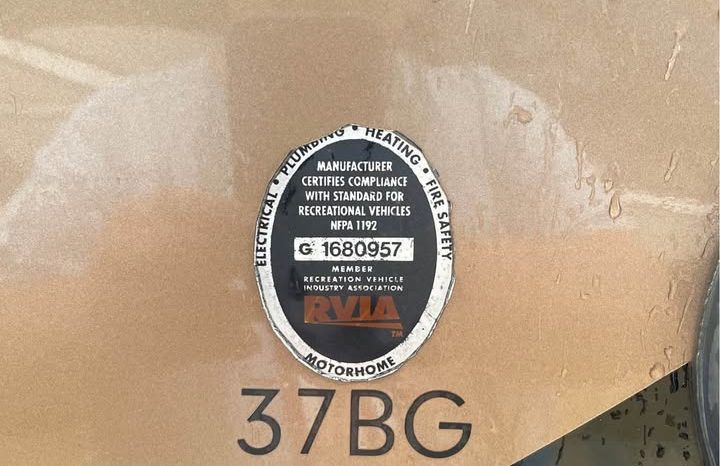 ELECTRICAL • PLUMBING • HEATING • FIRE SAFETY
MANUFACTURER
CERTIFIES COMPLIANCE
WITH STANDARD FOR
RECREATIONAL VEHICLES
NFPA 1192
G 1680957
MEMBER
RECREATION VEHICLE
INDUSTRY ASSOCIATION
RVIA
TM
MOTORHOME
37BG